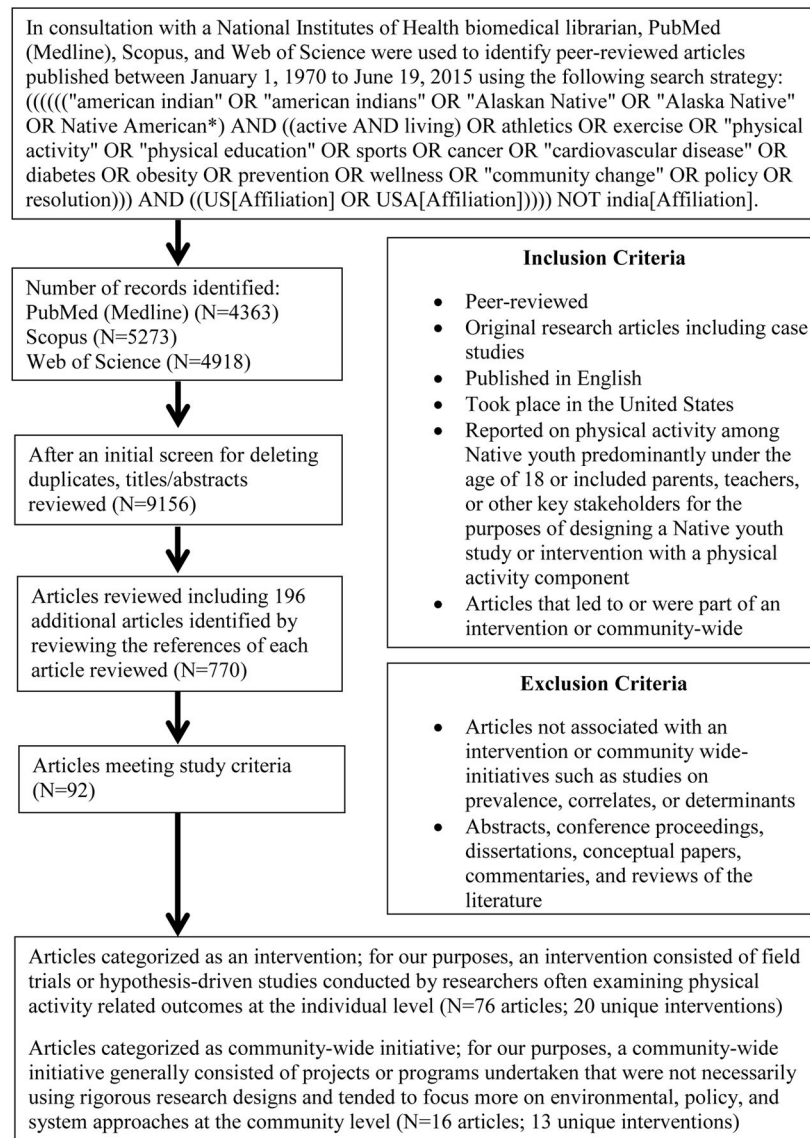 In consultation with a National Institutes of Health biomedical librarian, PubMed
(Medline), Scopus, and Web of Science were used to identify peer-reviewed articles
published between January 1, 1970 to June 19, 2015 using the following search strategy:
(((((("american indian" OR "american indians" OR "Alaskan Native" OR "Alaska Native"
OR Native American*) AND ((active AND living) OR athletics OR exercise OR "physical
activity" OR "physical education" OR sports OR cancer OR "cardiovascular disease" OR
diabetes OR obesity OR prevention OR wellness OR "community change" OR policy OR
resolution))) AND ((US[Affiliation] OR USA[Affiliation])))) NOT india[Affiliation].
Number of records identified:
PubMed (Medline) (N=4363)
Scopus (N=5273)
Web of Science (N=4918)
After an initial screen for deleting
duplicates, titles/abstracts
reviewed (N=9156)
Articles reviewed including 196
additional articles identified by
reviewing the references of each
article reviewed (N=770)
Articles meeting study criteria
(N=92)
Inclusion Criteria
• Peer-reviewed
• Original research articles including case
studies
• Published in English
• Took place in the United States
• Reported on physical activity among
Native youth predominantly under the
age of 18 or included parents, teachers,
or other key stakeholders for the
purposes of designing a Native youth
study or intervention with a physical
activity component
• Articles that led to or were part of an
intervention or community-wide
Exclusion Criteria
• Articles not associated with an
intervention or community wide-
initiatives such as studies on
prevalence, correlates, or determinants
• Abstracts, conference proceedings,
dissertations, conceptual papers,
commentaries, and reviews of the
literature
Articles categorized as an intervention; for our purposes, an intervention consisted of field
trials or hypothesis-driven studies conducted by researchers often examining physical
activity related outcomes at the individual level (N=76 articles; 20 unique interventions)
Articles categorized as community-wide initiative; for our purposes, a community-wide
initiative generally consisted of projects or programs undertaken that were not necessarily
using rigorous research designs and tended to focus more on environmental, policy, and
system approaches at the community level (N=16 articles; 13 unique interventions)